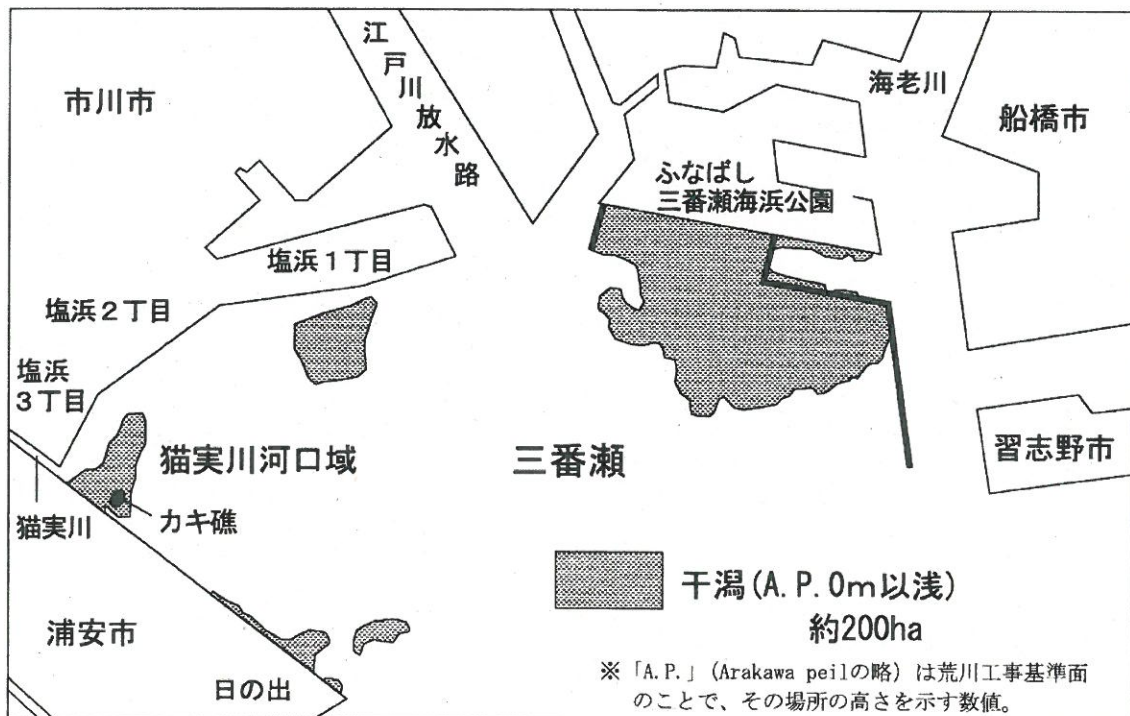 江戸川放水路
海老川
市川市
船橋市
ふなばし
三番瀬海浜公園
塩浜1丁目
塩浜2丁目
塩浜
3丁目
猫実川河口域
三番瀬
習志野市
猫実川
カキ礁
干潟(A.P.0m以浅)
約200ha
浦安市
日の出
※「A.P.」(Arakawa peilの略)は荒川工事基準面
のことで、その場所の高さを示す数値。